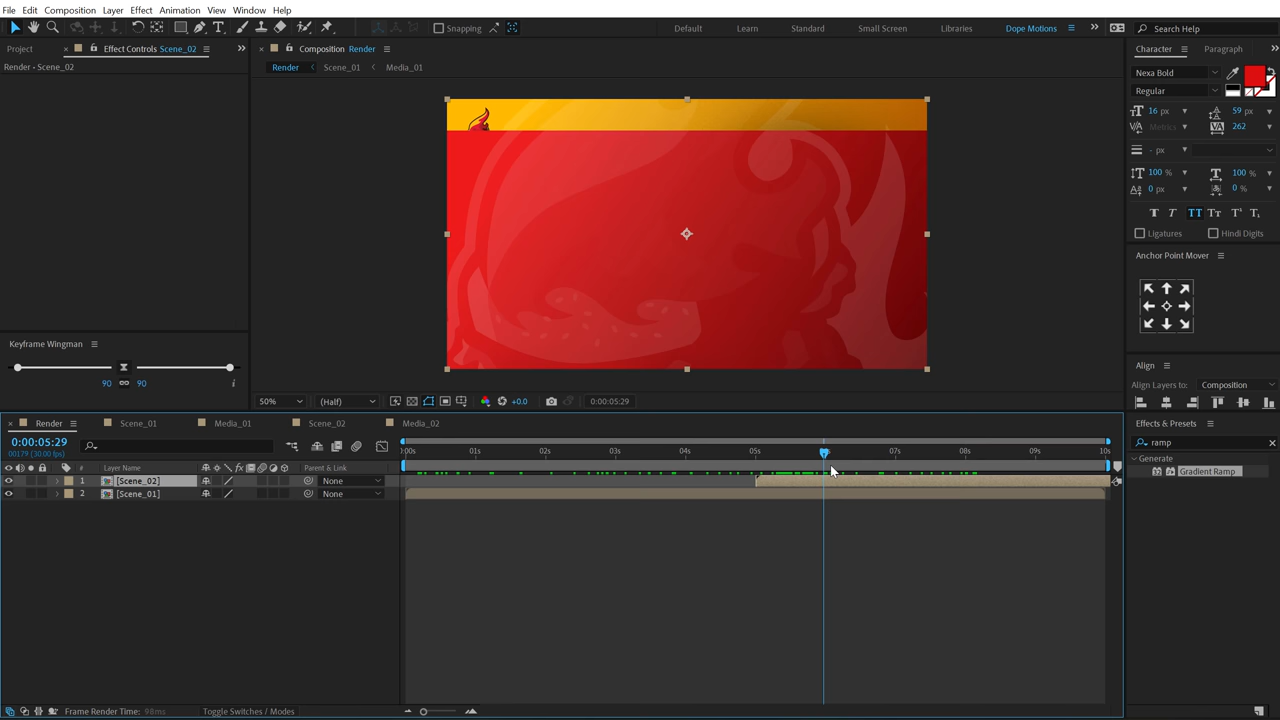 File Edit Composition Layer Effect Animation View Window Help
Snapping
Default Learn Standard Small Screen Libraries Dope Motions Search Help
Project Effect Controls Scene_02
Render • Scene_02
Composition Render
Render Scene_01 Media_01
Character Paragraph
Nexa Bold
Regular
16 px 59 px
Metrics 262
- px
100 % 100 %
0 px 0 %
Ligatures Hindi Digits
Anchor Point Mover
Keyframe Wingman
90 90
Align
Align Layers to: Composition
50% (Half) +0.0 0:00:05:29
Render Scene_01 Media_01 Scene_02 Media_02
Effects & Presets
ramp
Generate
Gradient Ramp
0:00:05:29
00179 (30.00 fps)
# Layer Name Parent & Link
:00s 01s 02s 03s 04s 05s 06s 07s 08s 09s 10s
1 [Scene_02] None
2 [Scene_01] None
Frame Render Time: 98ms Toggle Switches / Modes